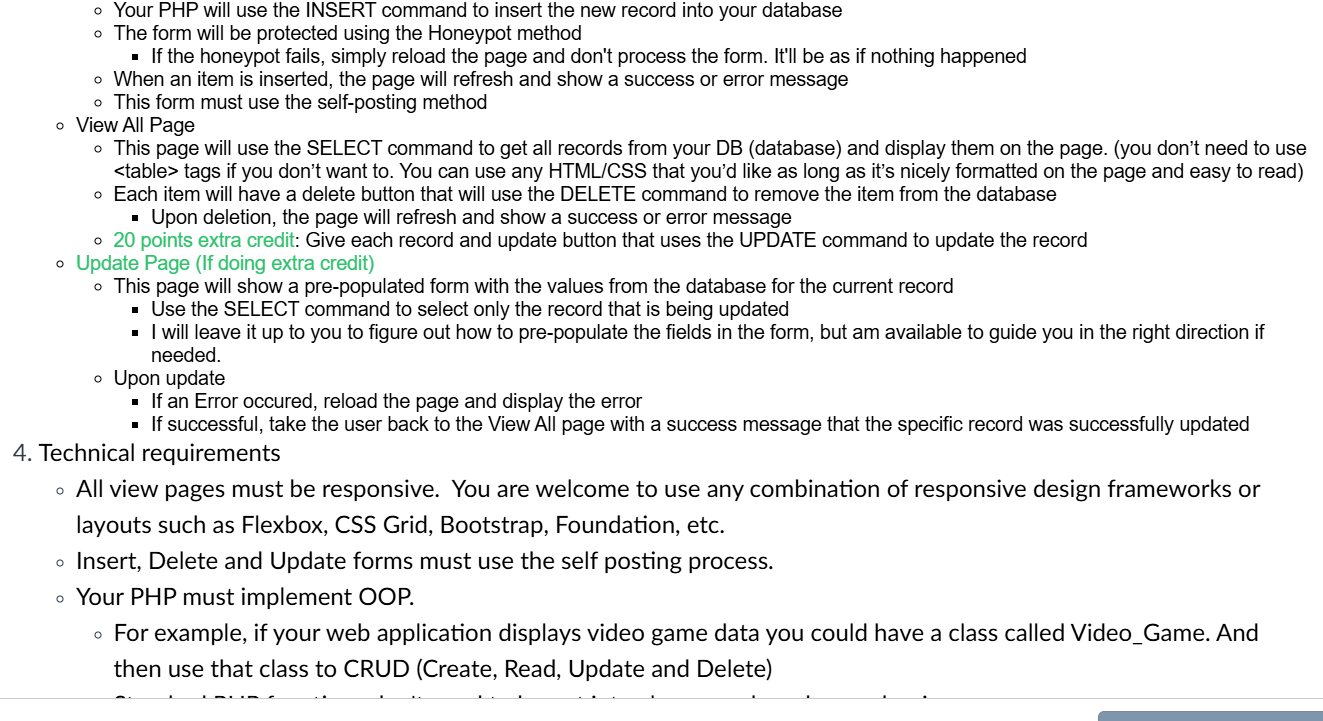 Your PHP will use the INSERT command to insert the new record into your database
The form will be protected using the Honeypot method
If the honeypot fails, simply reload the page and don't process the form. It'll be as if nothing happened
When an item is inserted, the page will refresh and show a success or error message
This form must use the self-posting method
View All Page
This page will use the SELECT command to get all records from your DB (database) and display them on the page. (you don’t need to use
<table> tags if you don’t want to. You can use any HTML/CSS that you’d like as long as it’s nicely formatted on the page and easy to read)
Each item will have a delete button that will use the DELETE command to remove the item from the database
Upon deletion, the page will refresh and show a success or error message
20 points extra credit: Give each record and update button that uses the UPDATE command to update the record
Update Page (If doing extra credit)
This page will show a pre-populated form with the values from the database for the current record
Use the SELECT command to select only the record that is being updated
I will leave it up to you to figure out how to pre-populate the fields in the form, but am available to guide you in the right direction if
needed.
Upon update
If an Error occured, reload the page and display the error
If successful, take the user back to the View All page with a success message that the specific record was successfully updated
4. Technical requirements
All view pages must be responsive.  You are welcome to use any combination of responsive design frameworks or
layouts such as Flexbox, CSS Grid, Bootstrap, Foundation, etc.
Insert, Delete and Update forms must use the self posting process.
Your PHP must implement OOP.
For example, if your web application displays video game data you could have a class called Video_Game. And
then use that class to CRUD (Create, Read, Update and Delete)